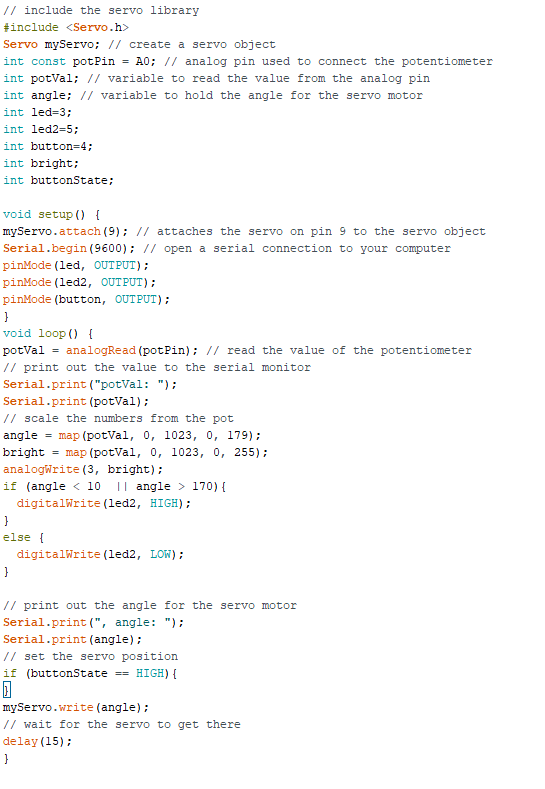 // include the servo library
#include <Servo.h>
Servo myServo; // create a servo object
int const potPin = A0; // analog pin used to connect the potentiometer
int potVal; // variable to read the value from the analog pin
int angle; // variable to hold the angle for the servo motor
int led=3;
int led2=5;
int button=4;
int bright;
int buttonState;

void setup() {
myServo.attach(9); // attaches the servo on pin 9 to the servo object
Serial.begin(9600); // open a serial connection to your computer
pinMode(led, OUTPUT);
pinMode(led2, OUTPUT);
pinMode(button, OUTPUT);
}
void loop() {
potVal = analogRead(potPin); // read the value of the potentiometer
// print out the value to the serial monitor
Serial.print("potVal: ");
Serial.print(potVal);
// scale the numbers from the pot
angle = map(potVal, 0, 1023, 0, 179);
bright = map(potVal, 0, 1023, 0, 255);
analogWrite(3, bright);
if (angle < 10  || angle > 170){
  digitalWrite(led2, HIGH);
}
else {
  digitalWrite(led2, LOW);
}

// print out the angle for the servo motor
Serial.print(", angle: ");
Serial.print(angle);
// set the servo position
if (buttonState == HIGH){
}
myServo.write(angle);
// wait for the servo to get there
delay(15);
}